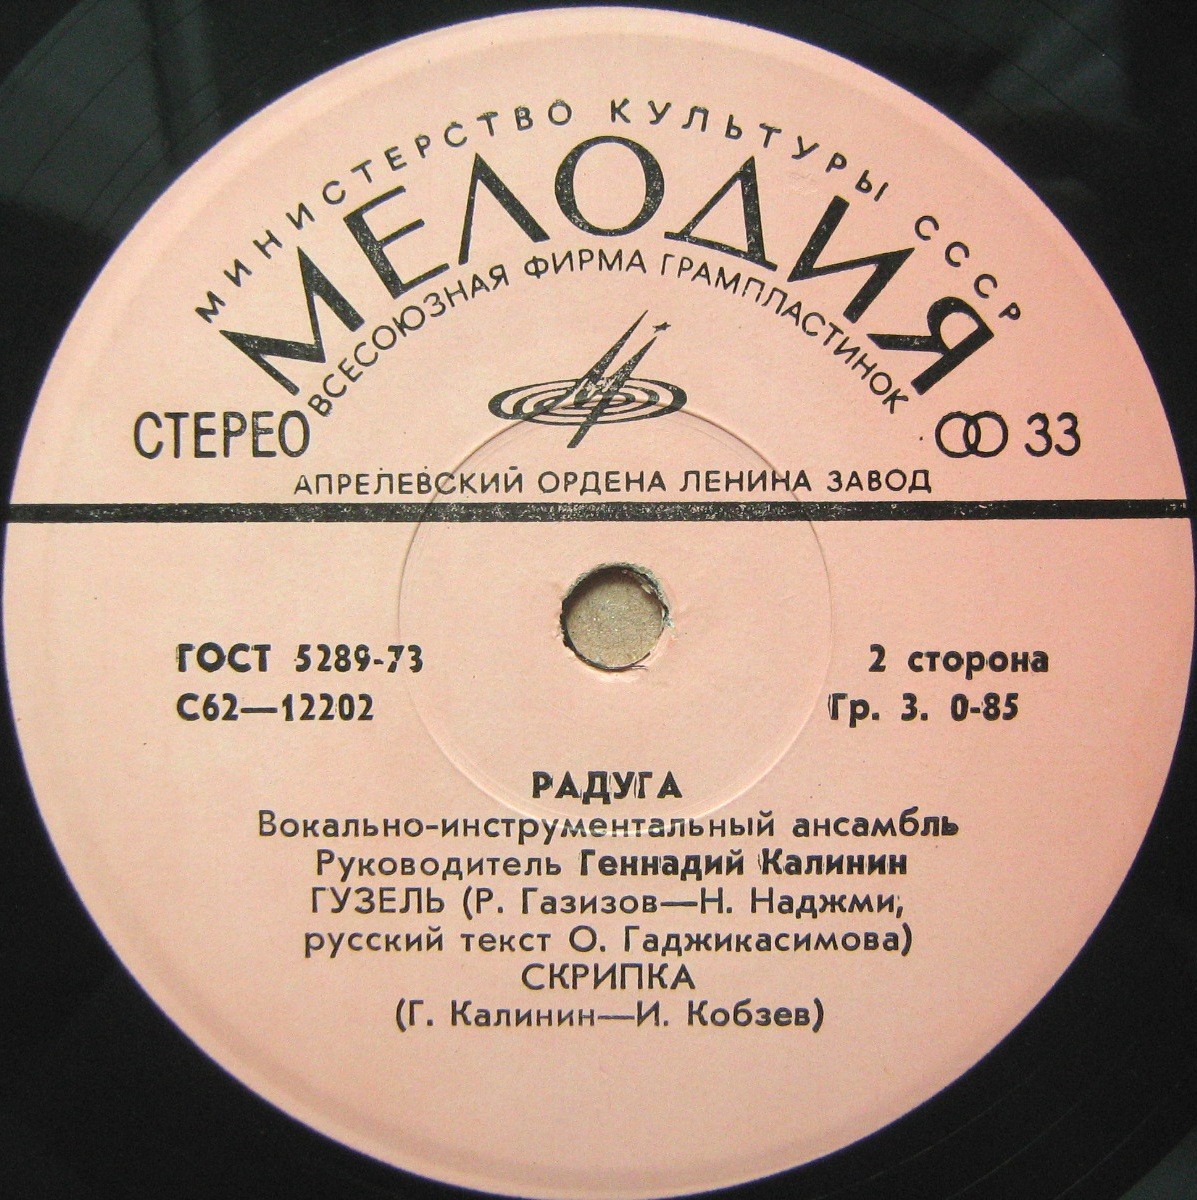 МИНИСТЕРСТВО КУЛЬТУРЫ СССР
МЕЛОДИЯ
ВСЕСОЮЗНАЯ ФИРМА ГРАМПЛАСТИНОК
СТЕРЕО
33
АПРЕЛЕВСКИЙ ОРДЕНА ЛЕНИНА ЗАВОД
ГОСТ 5289-73
2 сторона
С62—12202
Гр. 3. 0-85
РАДУГА
Вокально-инструментальный ансамбль
Руководитель Геннадий Калинин
ГУЗЕЛЬ (Р. Газизов—Н. Наджми,
русский текст О. Гаджикасимова)
СКРИПКА
(Г. Калинин—И. Кобзев)